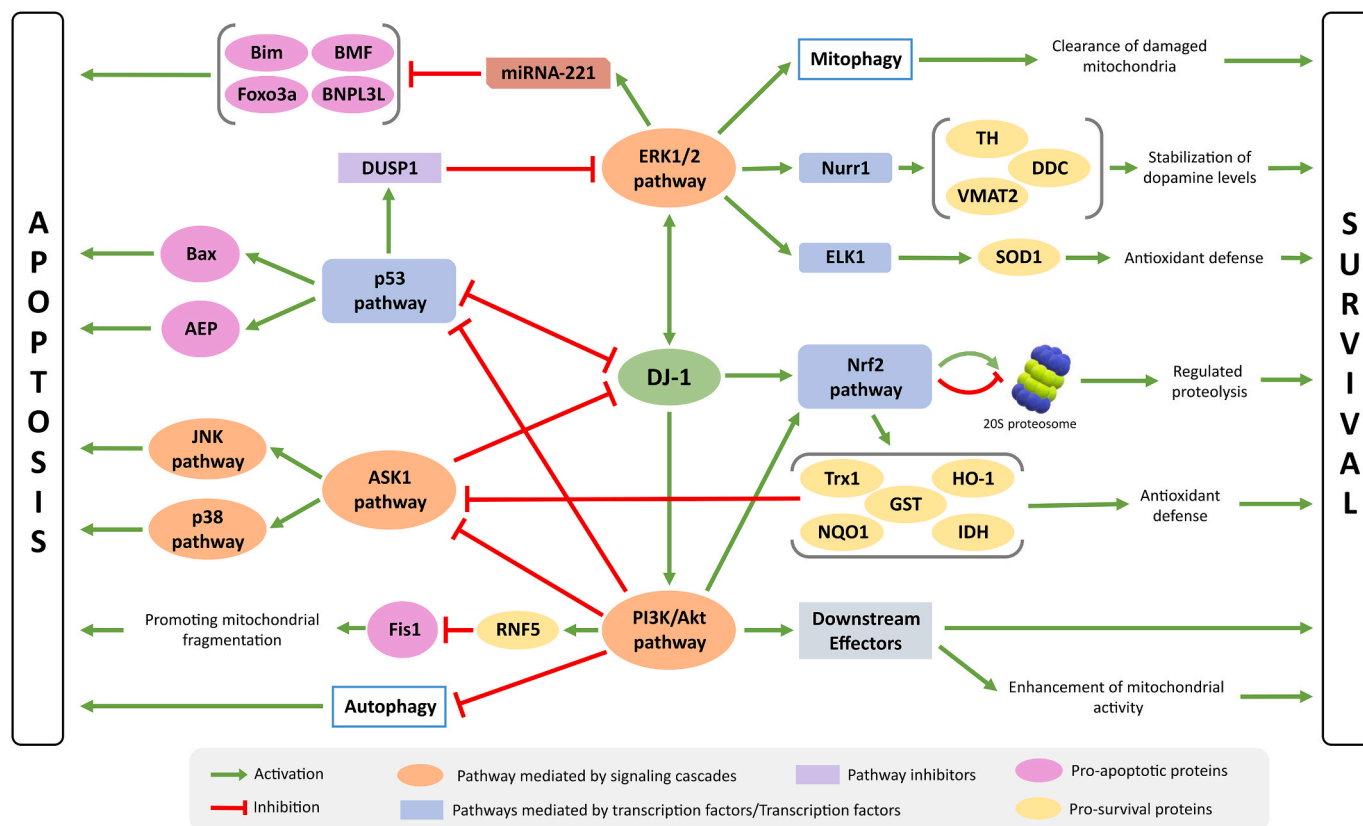 APOPTOSIS
Bim
BMF
Foxo3a
BNPL3L
miRNA-221
Mitophagy
Clearance of damaged
mitochondria
DUSP1
ERK1/2
pathway
Nurr1
TH
DDC
VMAT2
Stabilization of
dopamine levels
Bax
AEP
p53
pathway
ELK1
SOD1
Antioxidant defense
DJ-1
Nrf2
pathway
20S proteosome
Regulated
proteolysis
JNK
pathway
p38
pathway
ASK1
pathway
Trx1
HO-1
GST
NQO1
IDH
Antioxidant
defense
Promoting mitochondrial
fragmentation
Fis1
RNF5
PI3K/Akt
pathway
Downstream
Effectors
Autophagy
Enhancement of mitochondrial
activity
SURVIVAL
Activation
Pathway mediated by signaling cascades
Pathway inhibitors
Pro-apoptotic proteins
Inhibition
Pathways mediated by transcription factors/Transcription factors
Pro-survival proteins